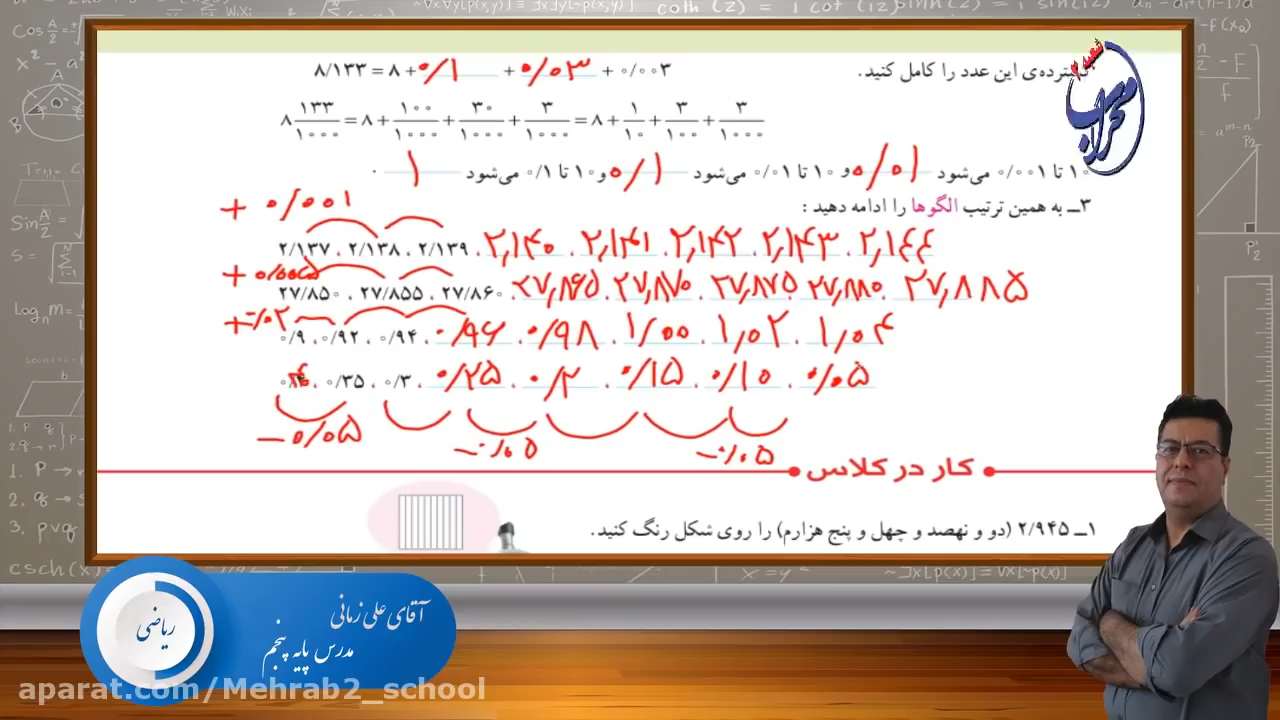 گسترده‌ی این عدد را کامل کنید. ۸/۱۳۳ = ۸ + ۰/۱ + ۰/۰۳ + ۰/۰۰۳
۸ ۱۳۳/۱۰۰۰ = ۸ + ۱۰۰/۱۰۰۰ + ۳۰/۱۰۰۰ + ۳/۱۰۰۰ = ۸ + ۱/۱۰ + ۳/۱۰۰ + ۳/۱۰۰۰
۱۰ تا ۰/۰۰۱ می‌شود ۰/۰۱ و ۱۰ تا ۰/۰۱ می‌شود ۰/۱ و ۱۰ تا ۰/۱ می‌شود ۱ .
۳ــ به همین ترتیب الگوها را ادامه دهید :
+ ۰/۰۰۱
۲/۱۳۷ , ۲/۱۳۸ , ۲/۱۳۹ , ۲,۱۴۰ , ۲,۱۴۱ , ۲,۱۴۲ , ۲,۱۴۳ , ۲,۱۴۴
+ ۰/۰۰۵
۲۷/۸۵۰ , ۲۷/۸۵۵ , ۲۷/۸۶۰ , ۲۷,۸۶۵ , ۲۷,۸۷۰ , ۲۷,۸۷۵ , ۲۷,۸۸۰ , ۲۷,۸۸۵
+ ۰/۰۲
۰/۹ , ۰/۹۲ , ۰/۹۴ , ۰/۹۶ , ۰/۹۸ , ۱/۰۰ , ۱,۰۲ , ۱,۰۴
۰/۳۵ , ۰/۳ , ۰/۲۵ , ۰/۲ , ۰/۱۵ , ۰/۱۰ , ۰/۰۵
− ۰/۰۵ − ۰/۰۵ − ۰/۰۵
کار در کلاس
۱ــ ۲/۹۴۵ (دو و نهصد و چهل و پنج هزارم) را روی شکل رنگ کنید.
آقای علی زمانی
مدرس پایه پنجم
ریاضی
aparat.com/Mehrab2_school